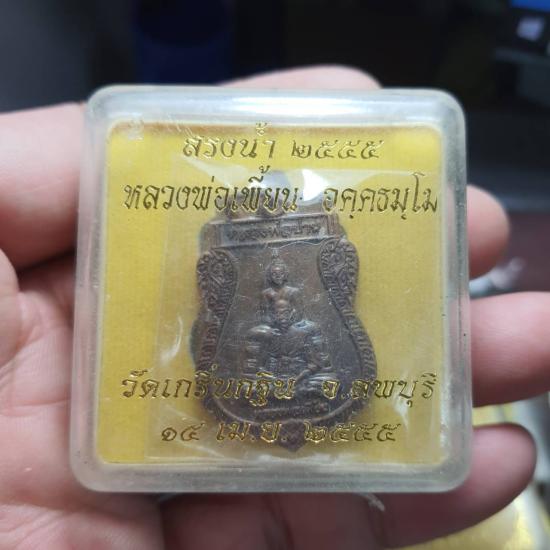 สรงน้ำ ๒๕๕๕
หลวงพ่อเพี้ยน อคฺคธมฺโม
วัดเกริ่นกฐิน จ.ลพบุรี
๑๕ เม.ย. ๒๕๕๕